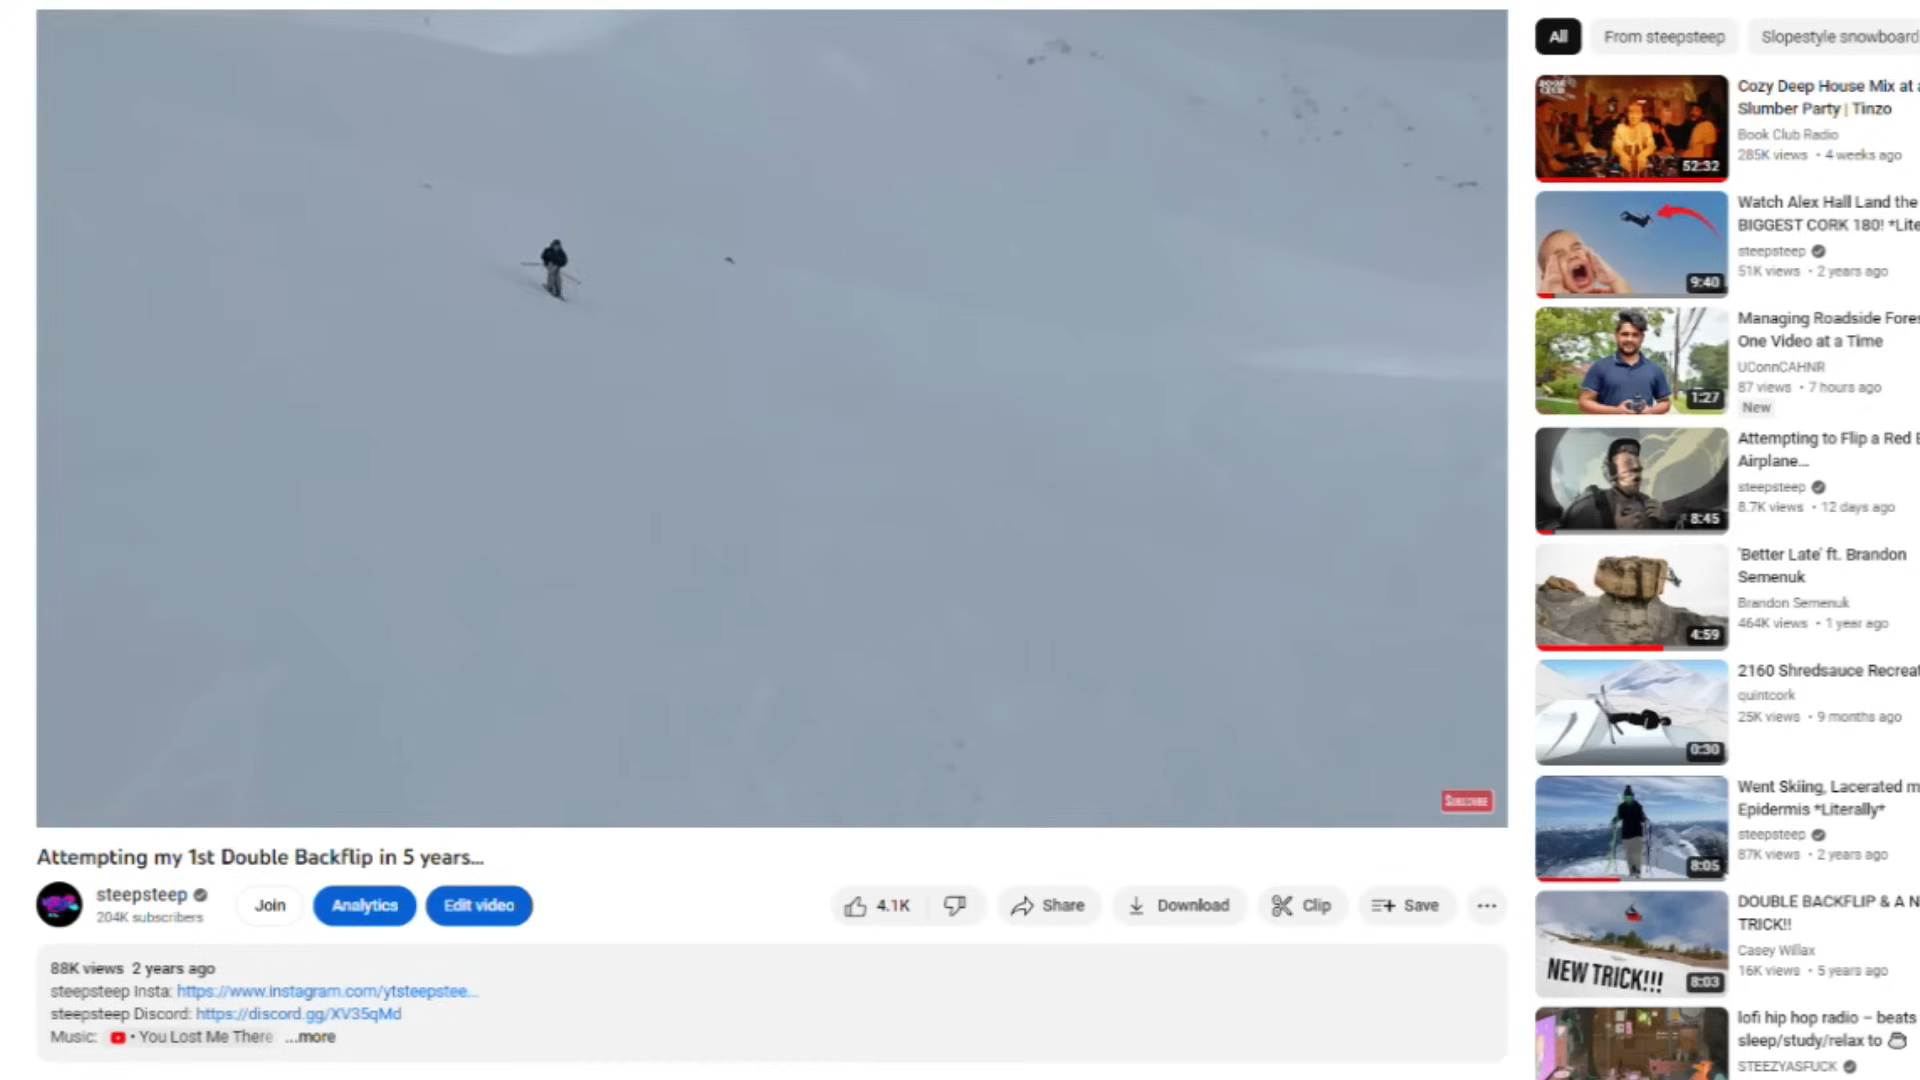 SUBSCRIBE
Attempting my 1st Double Backflip in 5 years...
steepsteep
204K subscribers
Join
Analytics
Edit video
4.1K
Share
Download
Clip
Save
88K views 2 years ago
steepsteep Insta: https://www.instagram.com/ytsteepstee...
steepsteep Discord: https://discord.gg/XV35qMd
Music: • You Lost Me There ...more
All
From steepsteep
Slopestyle snowboard
52:32
Cozy Deep House Mix at a
Slumber Party | Tinzo
Book Club Radio
285K views • 4 weeks ago
9:40
Watch Alex Hall Land the
BIGGEST CORK 180! *Lite
steepsteep
51K views • 2 years ago
1:27
Managing Roadside Fores
One Video at a Time
UConnCAHNR
87 views • 7 hours ago
New
8:45
Attempting to Flip a Red B
Airplane...
steepsteep
8.7K views • 12 days ago
4:59
'Better Late' ft. Brandon
Semenuk
Brandon Semenuk
464K views • 1 year ago
0:30
2160 Shredsauce Recreat
quintcork
25K views • 9 months ago
8:05
Went Skiing, Lacerated m
Epidermis *Literally*
steepsteep
87K views • 2 years ago
NEW TRICK!!!
8:03
DOUBLE BACKFLIP & A N
TRICK!!
Casey Willax
16K views • 5 years ago
lofi hip hop radio – beats
sleep/study/relax to
STEEZYASFUCK